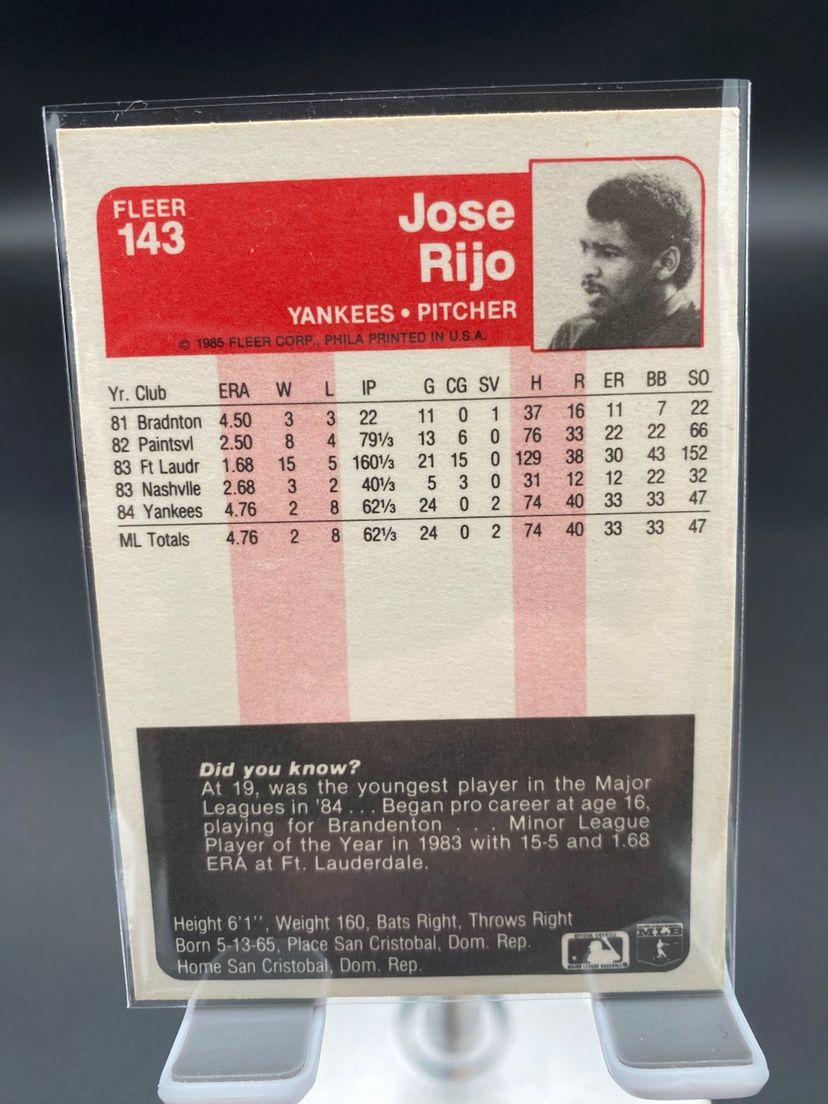 FLEER
143
Jose
Rijo
YANKEES • PITCHER
© 1985 FLEER CORP., PHILA PRINTED IN U.S.A.
Yr. Club ERA W L IP G CG SV H R ER BB SO
81 Bradnton 4.50 3 3 22 11 0 1 37 16 11 7 22
82 Paintsvl 2.50 8 4 79⅓ 13 6 0 76 33 22 22 66
83 Ft Laudr 1.68 15 5 160⅓ 21 15 0 129 38 30 43 152
83 Nashvlle 2.68 3 2 40⅓ 5 3 0 31 12 12 22 32
84 Yankees 4.76 2 8 62⅓ 24 0 2 74 40 33 33 47
ML Totals 4.76 2 8 62⅓ 24 0 2 74 40 33 33 47
Did you know?
At 19, was the youngest player in the Major
Leagues in '84 . . . Began pro career at age 16,
playing for Brandenton . . . Minor League
Player of the Year in 1983 with 15-5 and 1.68
ERA at Ft. Lauderdale.
Height 6'1'', Weight 160, Bats Right, Throws Right
Born 5-13-65, Place San Cristobal, Dom. Rep.
Home San Cristobal, Dom. Rep.
OFFICIAL LICENSEE
MAJOR LEAGUE BASEBALL